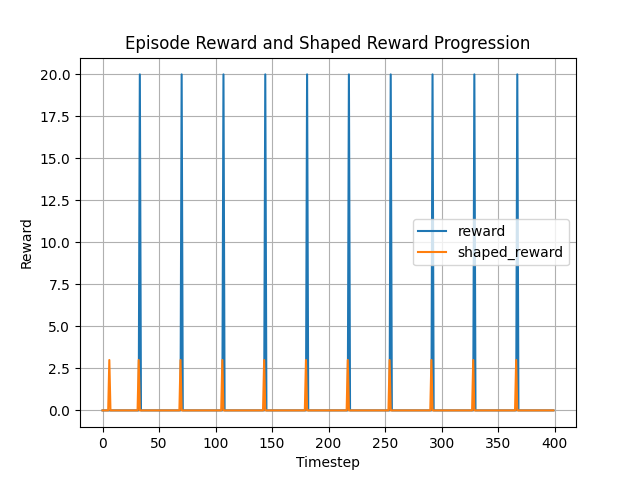 Episode Reward and Shaped Reward Progression
20.0
17.5
15.0
12.5
10.0
7.5
5.0
2.5
0.0
Reward
reward
shaped_reward
0 50 100 150 200 250 300 350 400
Timestep